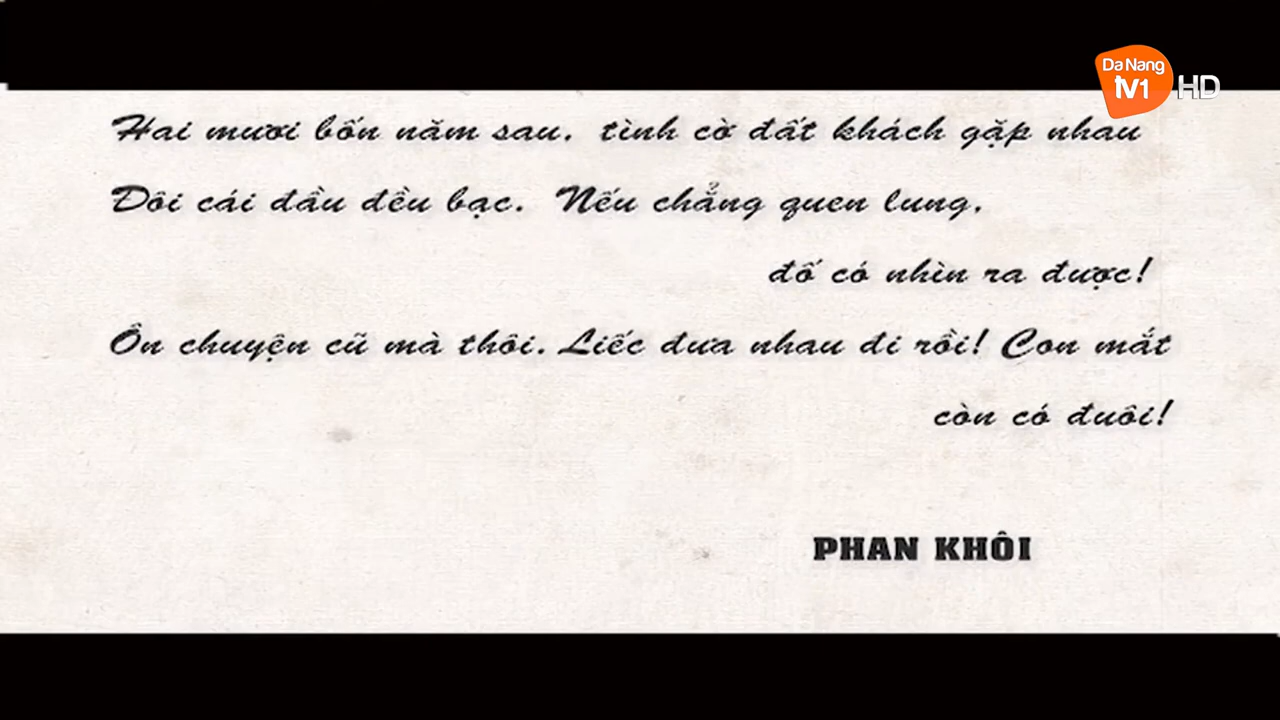 Da Nang
TV1 HD
Hai mươi bốn năm sau, tình cờ đất khách gặp nhau
Đôi cái đầu đều bạc. Nếu chẳng quen lung,
đố có nhìn ra được!
Ôn chuyện cũ mà thôi. Liếc đưa nhau đi rồi! Con mắt
còn có đuôi!
PHAN KHÔI